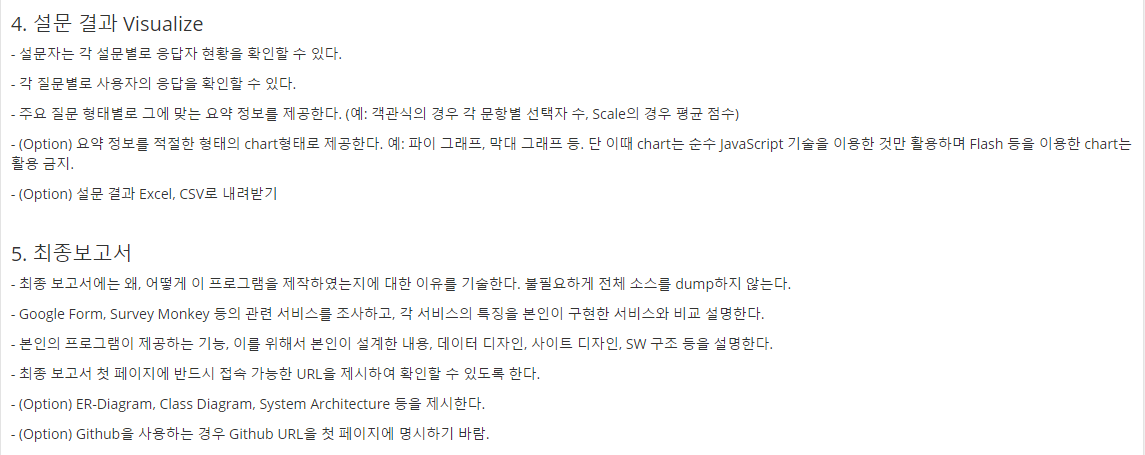 4. 설문 결과 Visualize
- 설문자는 각 설문별로 응답자 현황을 확인할 수 있다.
- 각 질문별로 사용자의 응답을 확인할 수 있다.
- 주요 질문 형태별로 그에 맞는 요약 정보를 제공한다. (예: 객관식의 경우 각 문항별 선택자 수, Scale의 경우 평균 점수)
- (Option) 요약 정보를 적절한 형태의 chart형태로 제공한다. 예: 파이 그래프, 막대 그래프 등. 단 이때 chart는 순수 JavaScript 기술을 이용한 것만 활용하며 Flash 등을 이용한 chart는
활용 금지.
- (Option) 설문 결과 Excel, CSV로 내려받기
5. 최종보고서
- 최종 보고서에는 왜, 어떻게 이 프로그램을 제작하였는지에 대한 이유를 기술한다. 불필요하게 전체 소스를 dump하지 않는다.
- Google Form, Survey Monkey 등의 관련 서비스를 조사하고, 각 서비스의 특징을 본인이 구현한 서비스와 비교 설명한다.
- 본인의 프로그램이 제공하는 기능, 이를 위해서 본인이 설계한 내용, 데이터 디자인, 사이트 디자인, SW 구조 등을 설명한다.
- 최종 보고서 첫 페이지에 반드시 접속 가능한 URL을 제시하여 확인할 수 있도록 한다.
- (Option) ER-Diagram, Class Diagram, System Architecture 등을 제시한다.
- (Option) Github을 사용하는 경우 Github URL을 첫 페이지에 명시하기 바람.